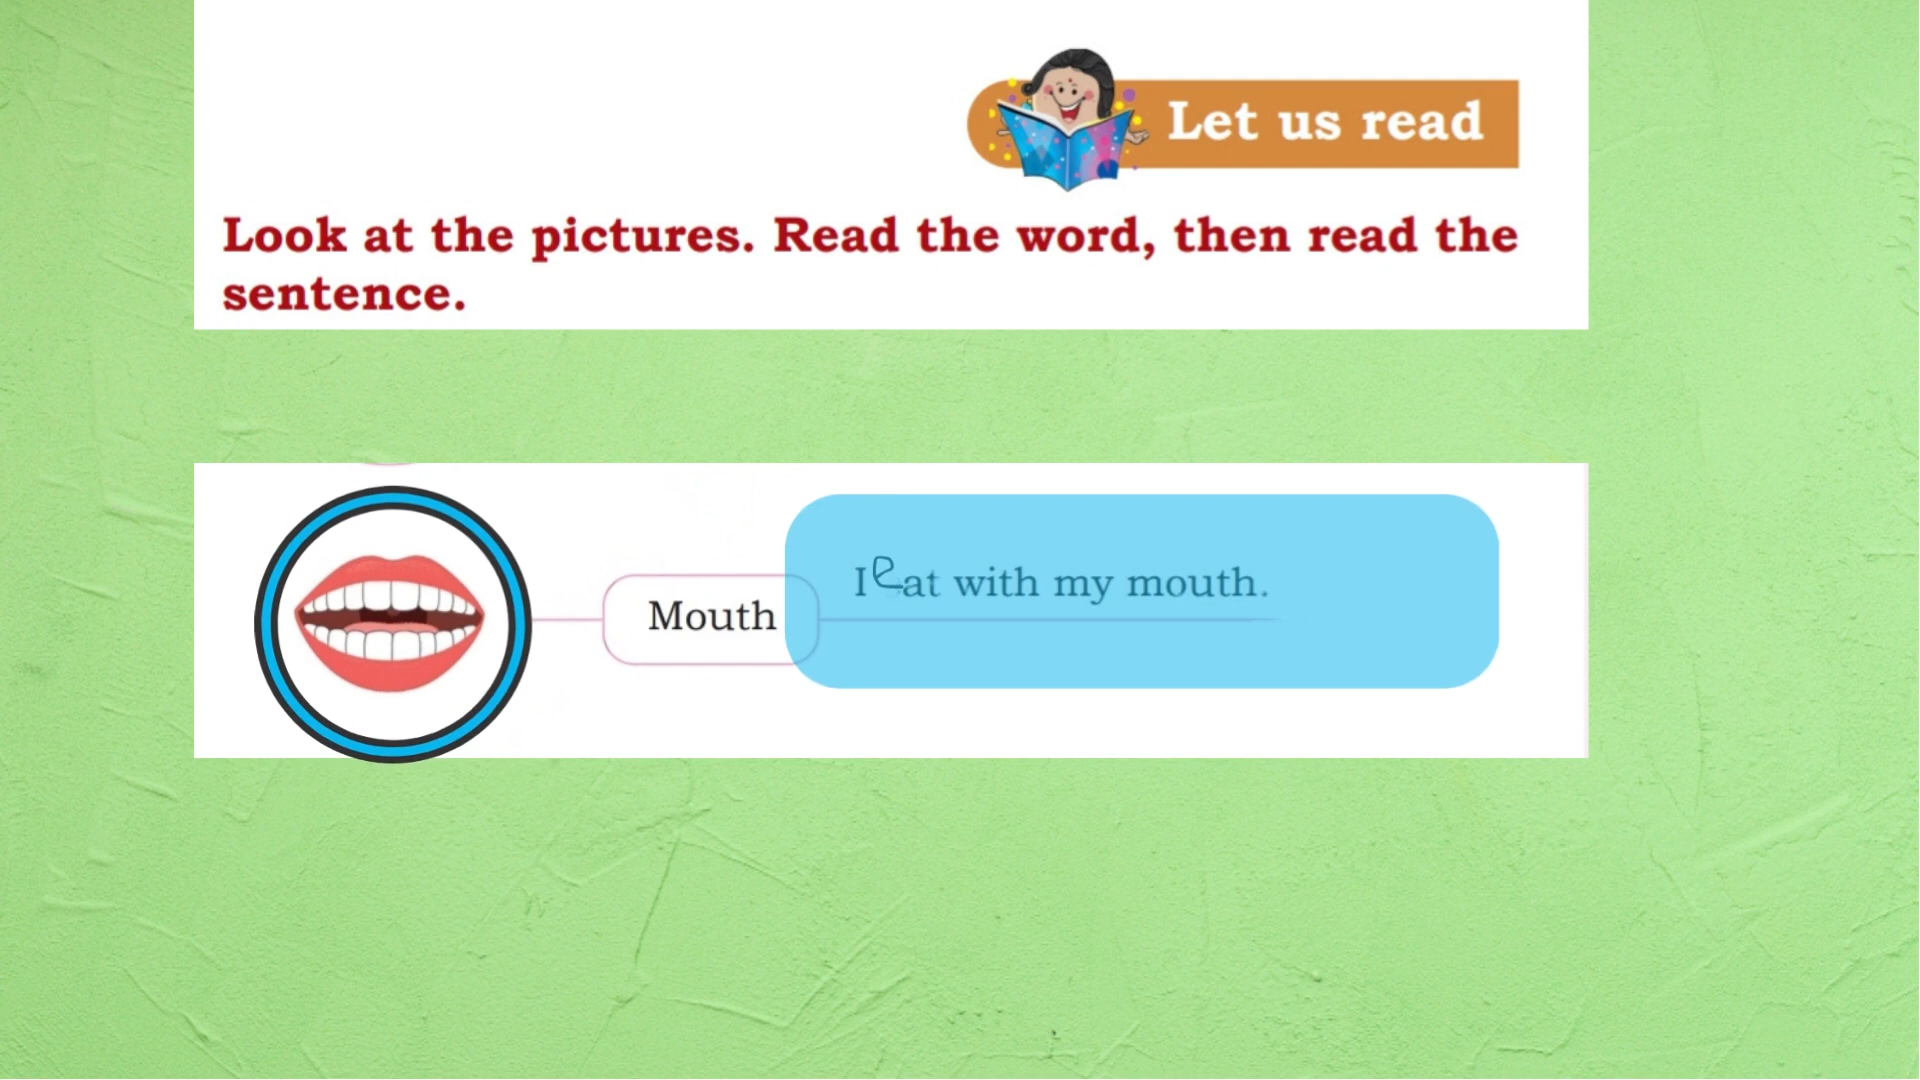 Let us read
Look at the pictures. Read the word, then read the
sentence.
Mouth
I eat with my mouth.